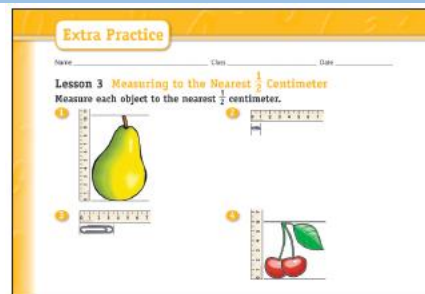 Extra Practice
Name Class Date
Lesson 3 Measuring to the Nearest 1/2 Centimeter
Measure each object to the nearest 1/2 centimeter.
1
2
3
4